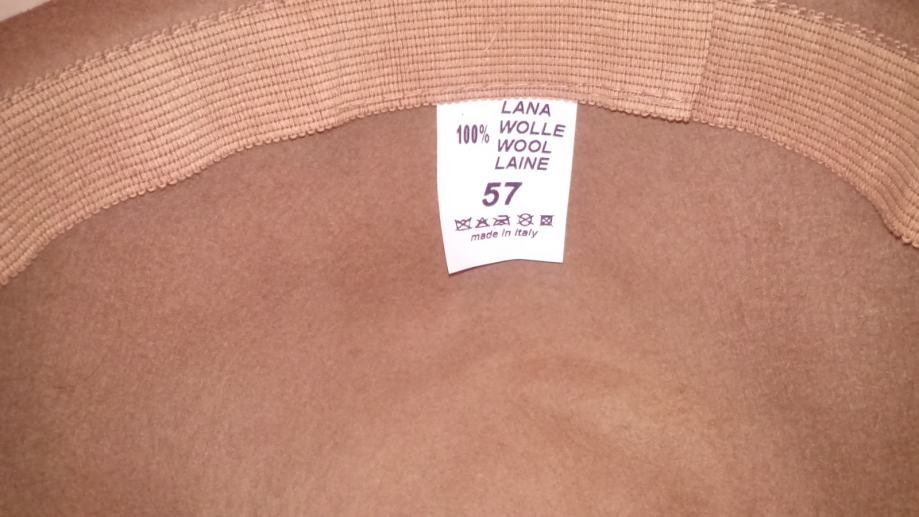 LANA
100% WOLLE
WOOL
LAINE
57
made in Italy